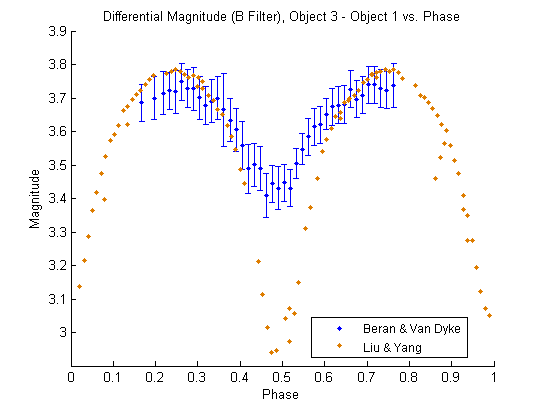 Differential Magnitude (B Filter), Object 3 - Object 1 vs. Phase
3.9
3.8
3.7
3.6
3.5
3.4
3.3
3.2
3.1
3
Magnitude
Beran & Van Dyke
Liu & Yang
0 0.1 0.2 0.3 0.4 0.5 0.6 0.7 0.8 0.9 1
Phase